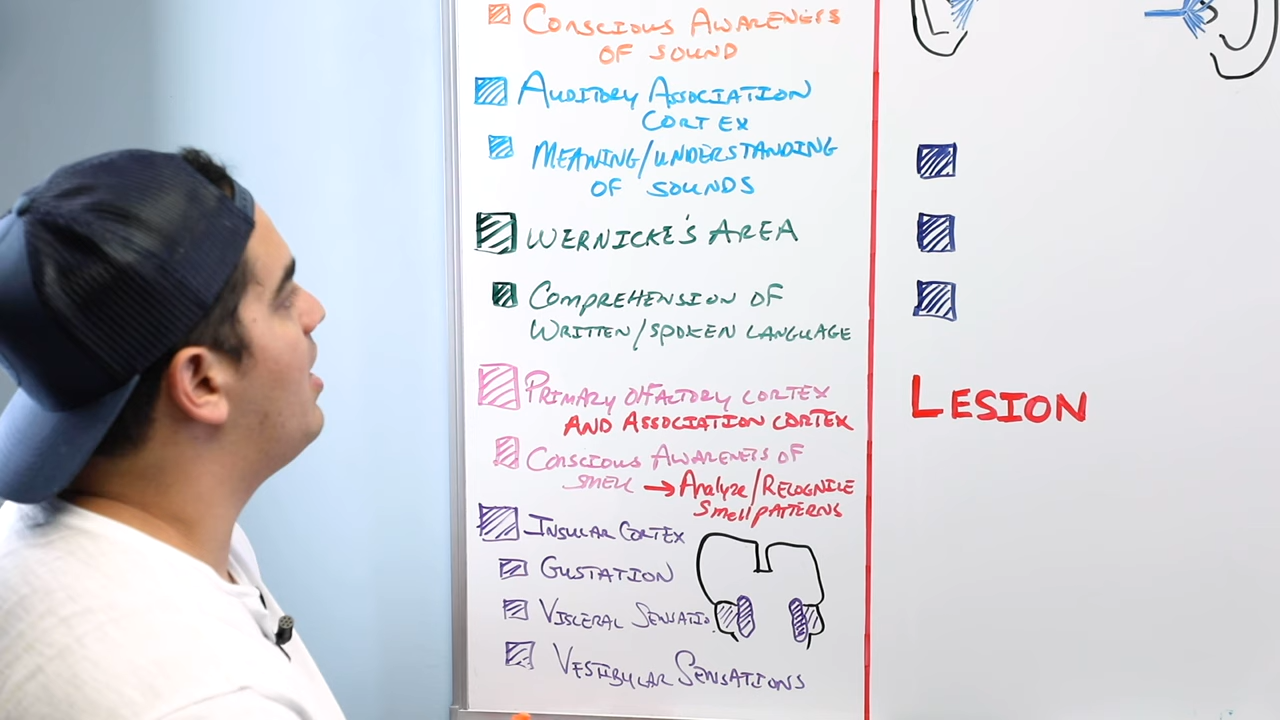 CONSCIOUS AWARENESS
OF SOUND
AUDITORY ASSOCIATION
CORTEX
MEANING/UNDERSTANDING
OF SOUNDS
WERNICKE'S AREA
COMPREHENSION OF
WRITTEN/SPOKEN LANGUAGE
PRIMARY OLFACTORY CORTEX
AND ASSOCIATION CORTEX
CONSCIOUS AWARENESS OF
SMELL → Analyze/RECOGNIZE
Smell PATTERNS
INSULAR CORTEX
GUSTATION
VISCERAL SENSATIO.
VESTIBULAR SENSATIONS
LESION